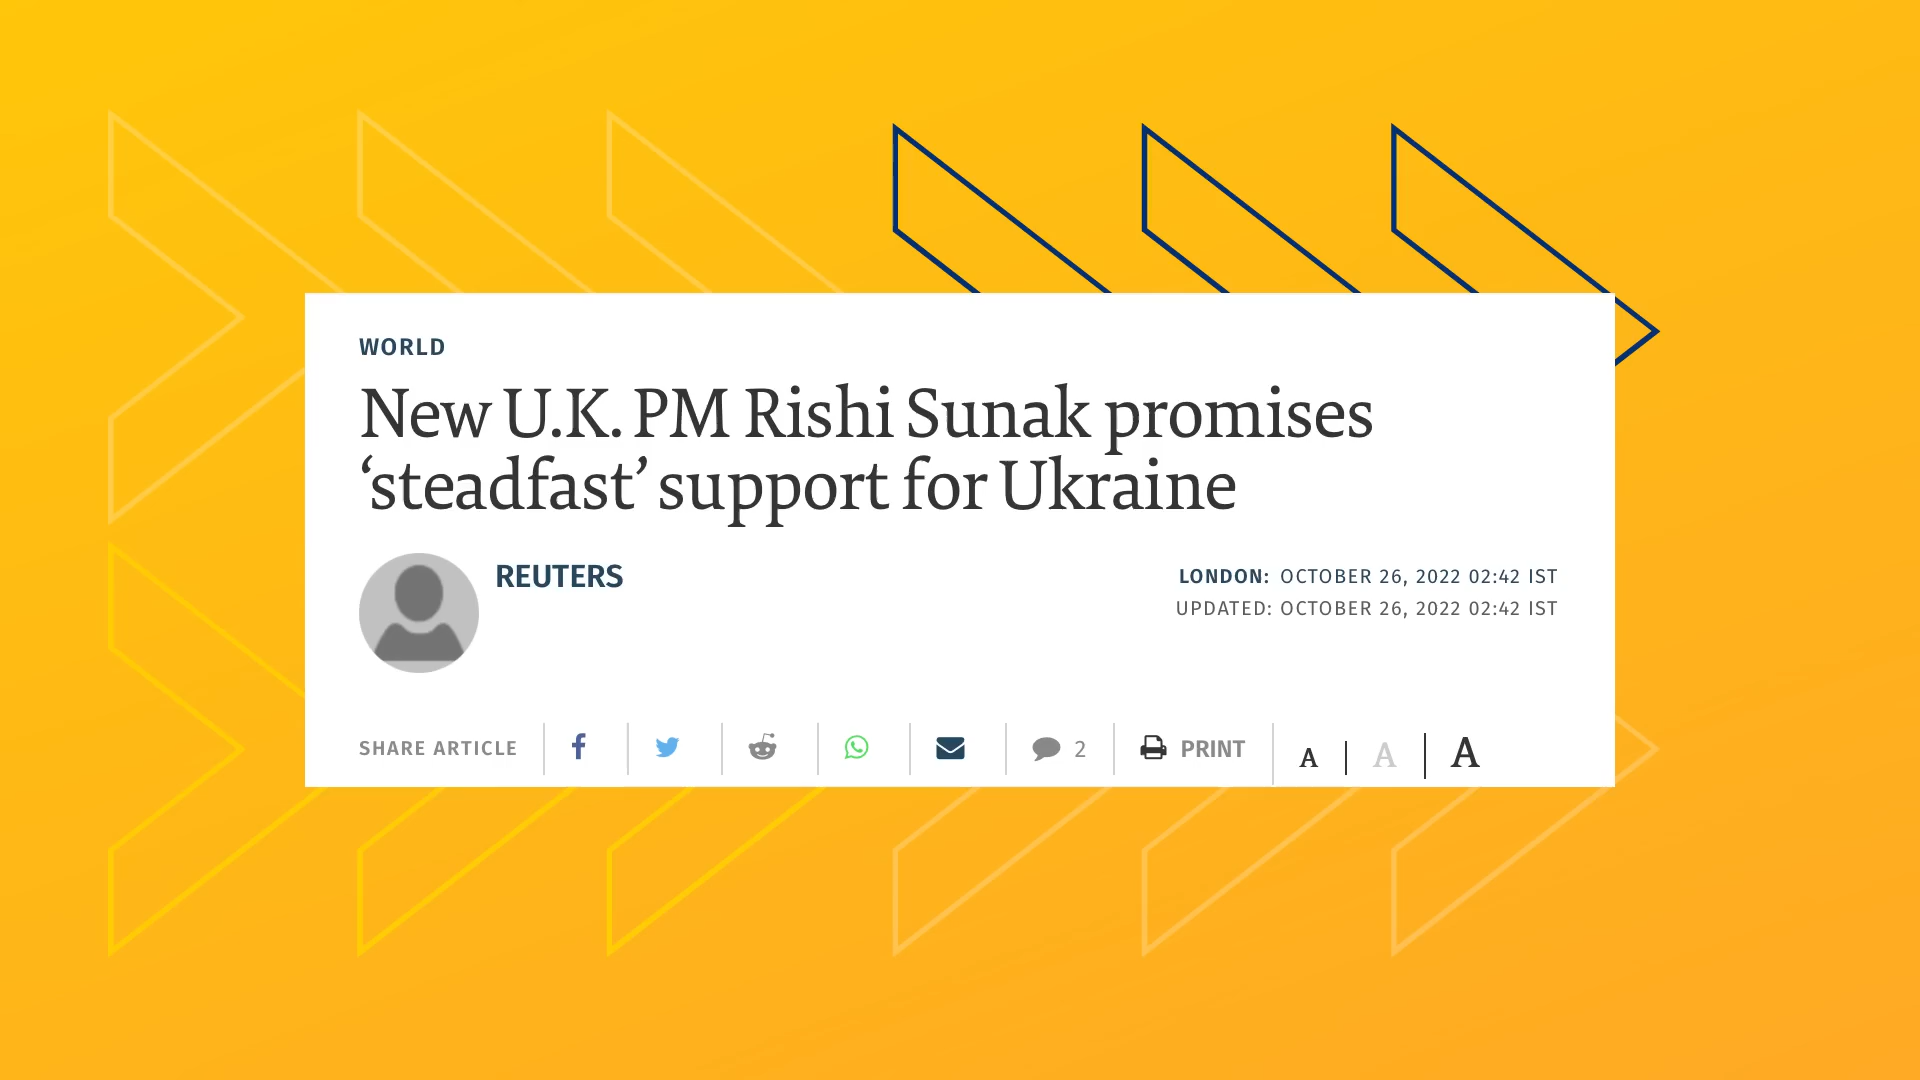 WORLD
New U.K. PM Rishi Sunak promises
‘steadfast’ support for Ukraine
REUTERS
LONDON: OCTOBER 26, 2022 02:42 IST
UPDATED: OCTOBER 26, 2022 02:42 IST
SHARE ARTICLE 2 PRINT A A A